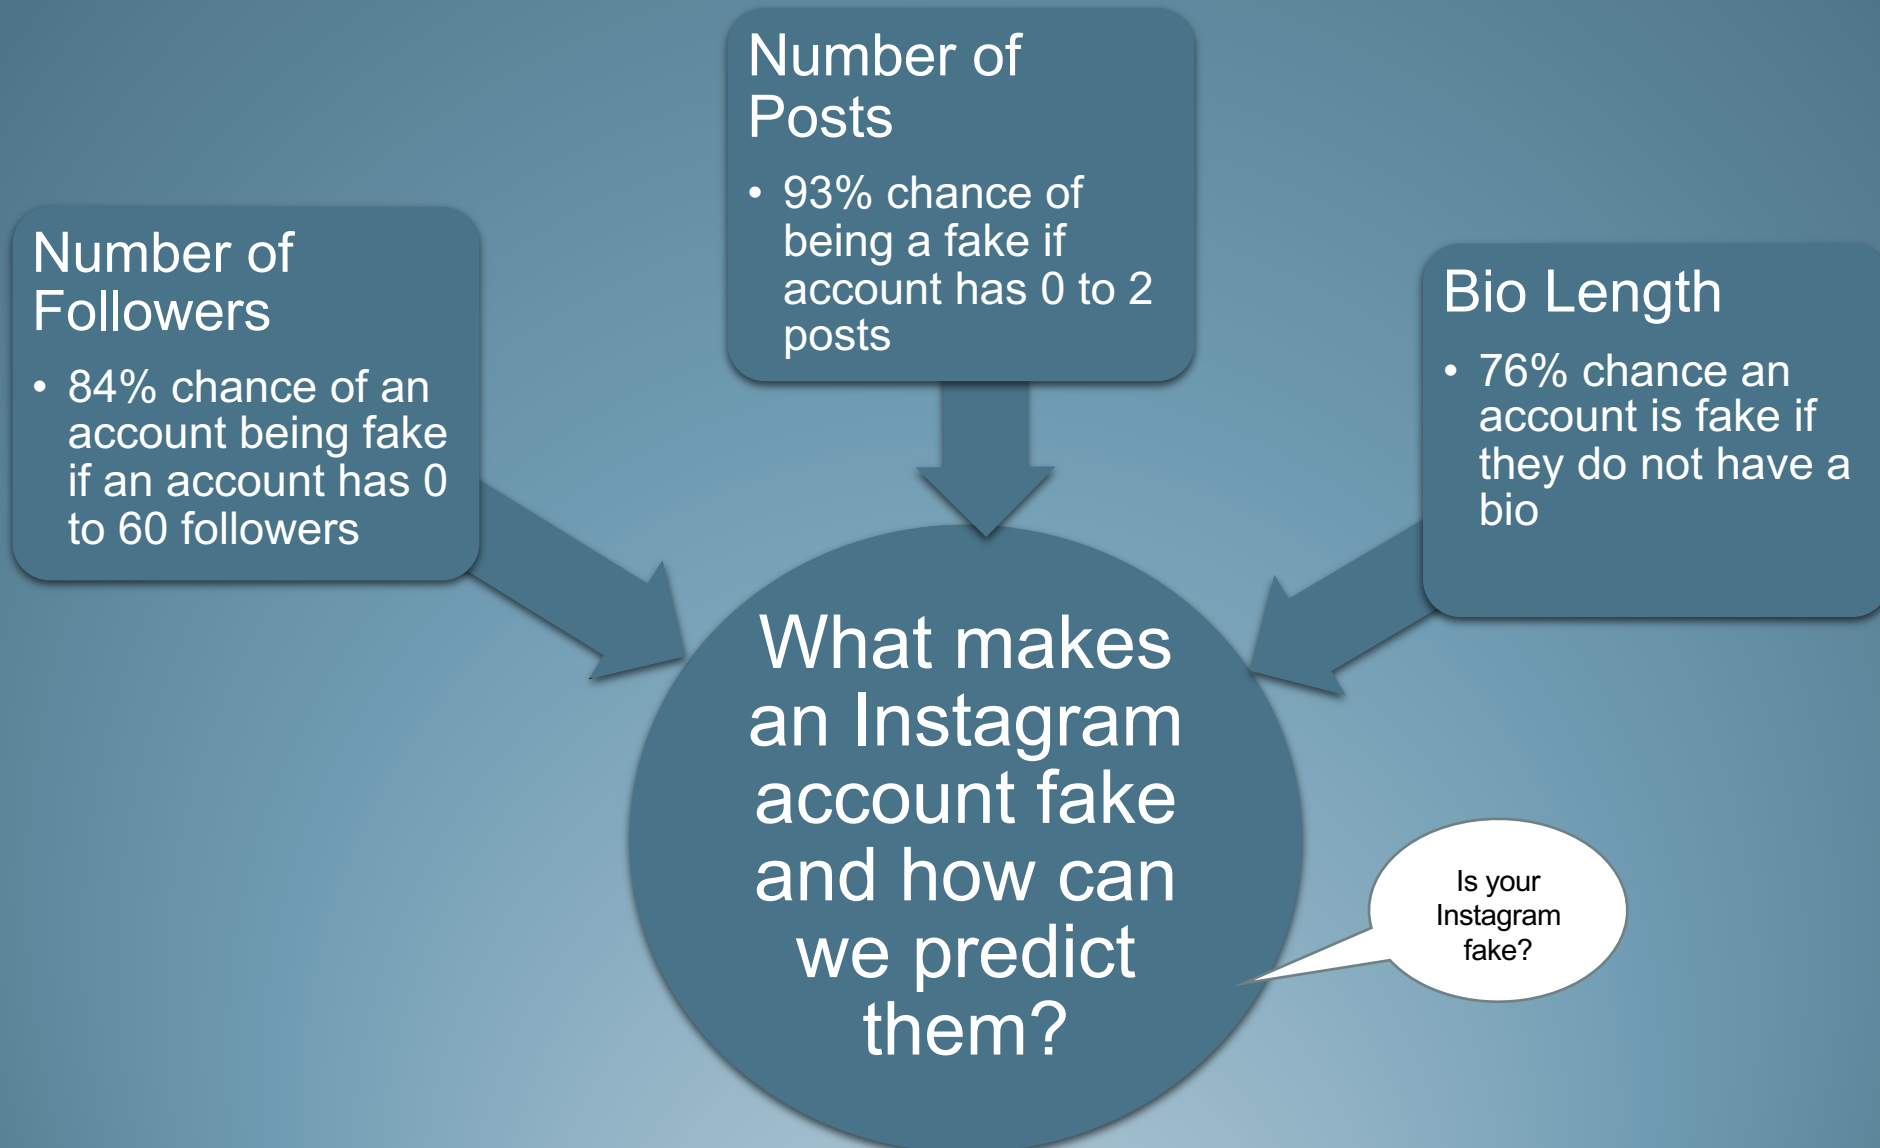 Number of
Followers
• 84% chance of an
account being fake
if an account has 0
to 60 followers
Number of
Posts
• 93% chance of
being a fake if
account has 0 to 2
posts
Bio Length
• 76% chance an
account is fake if
they do not have a
bio
What makes
an Instagram
account fake
and how can
we predict
them?
Is your
Instagram
fake?